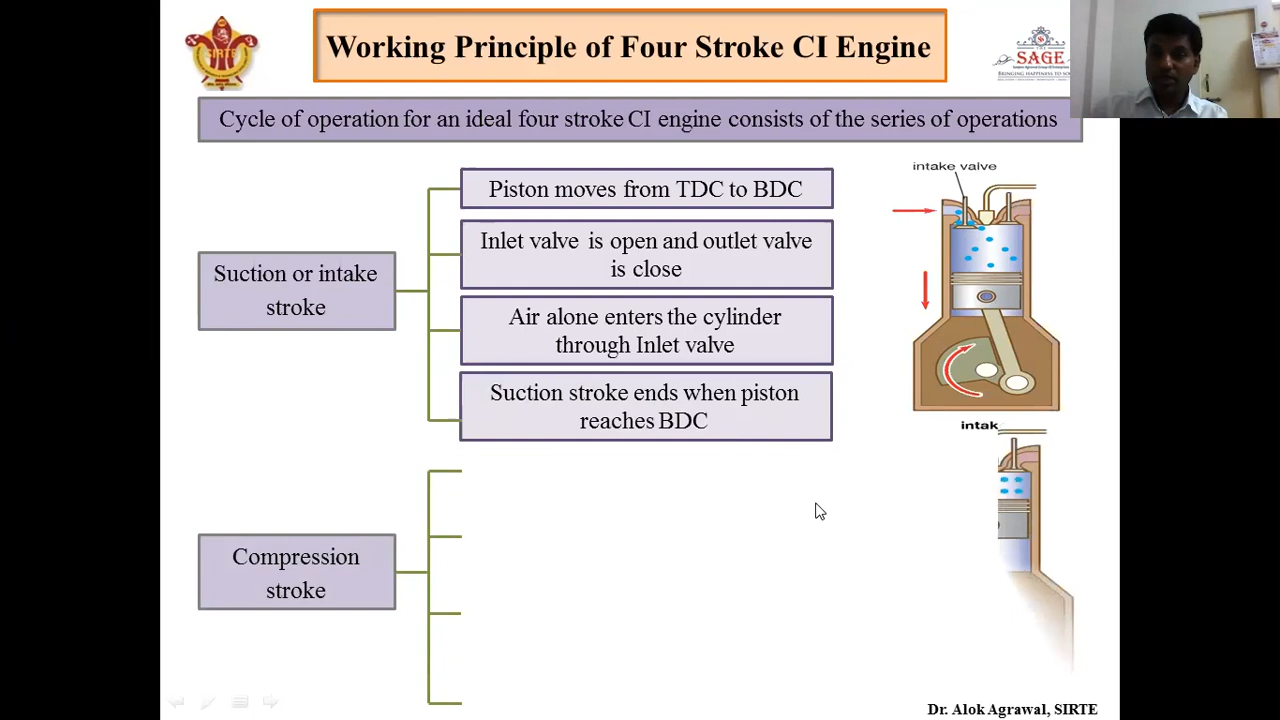 Working Principle of Four Stroke CI Engine
SIRTE
SAGE
Cycle of operation for an ideal four stroke CI engine consists of the series of operations
Suction or intake
stroke
Piston moves from TDC to BDC
Inlet valve is open and outlet valve
is close
Air alone enters the cylinder
through Inlet valve
Suction stroke ends when piston
reaches BDC
intake valve
intak
Compression
stroke
Dr. Alok Agrawal, SIRTE